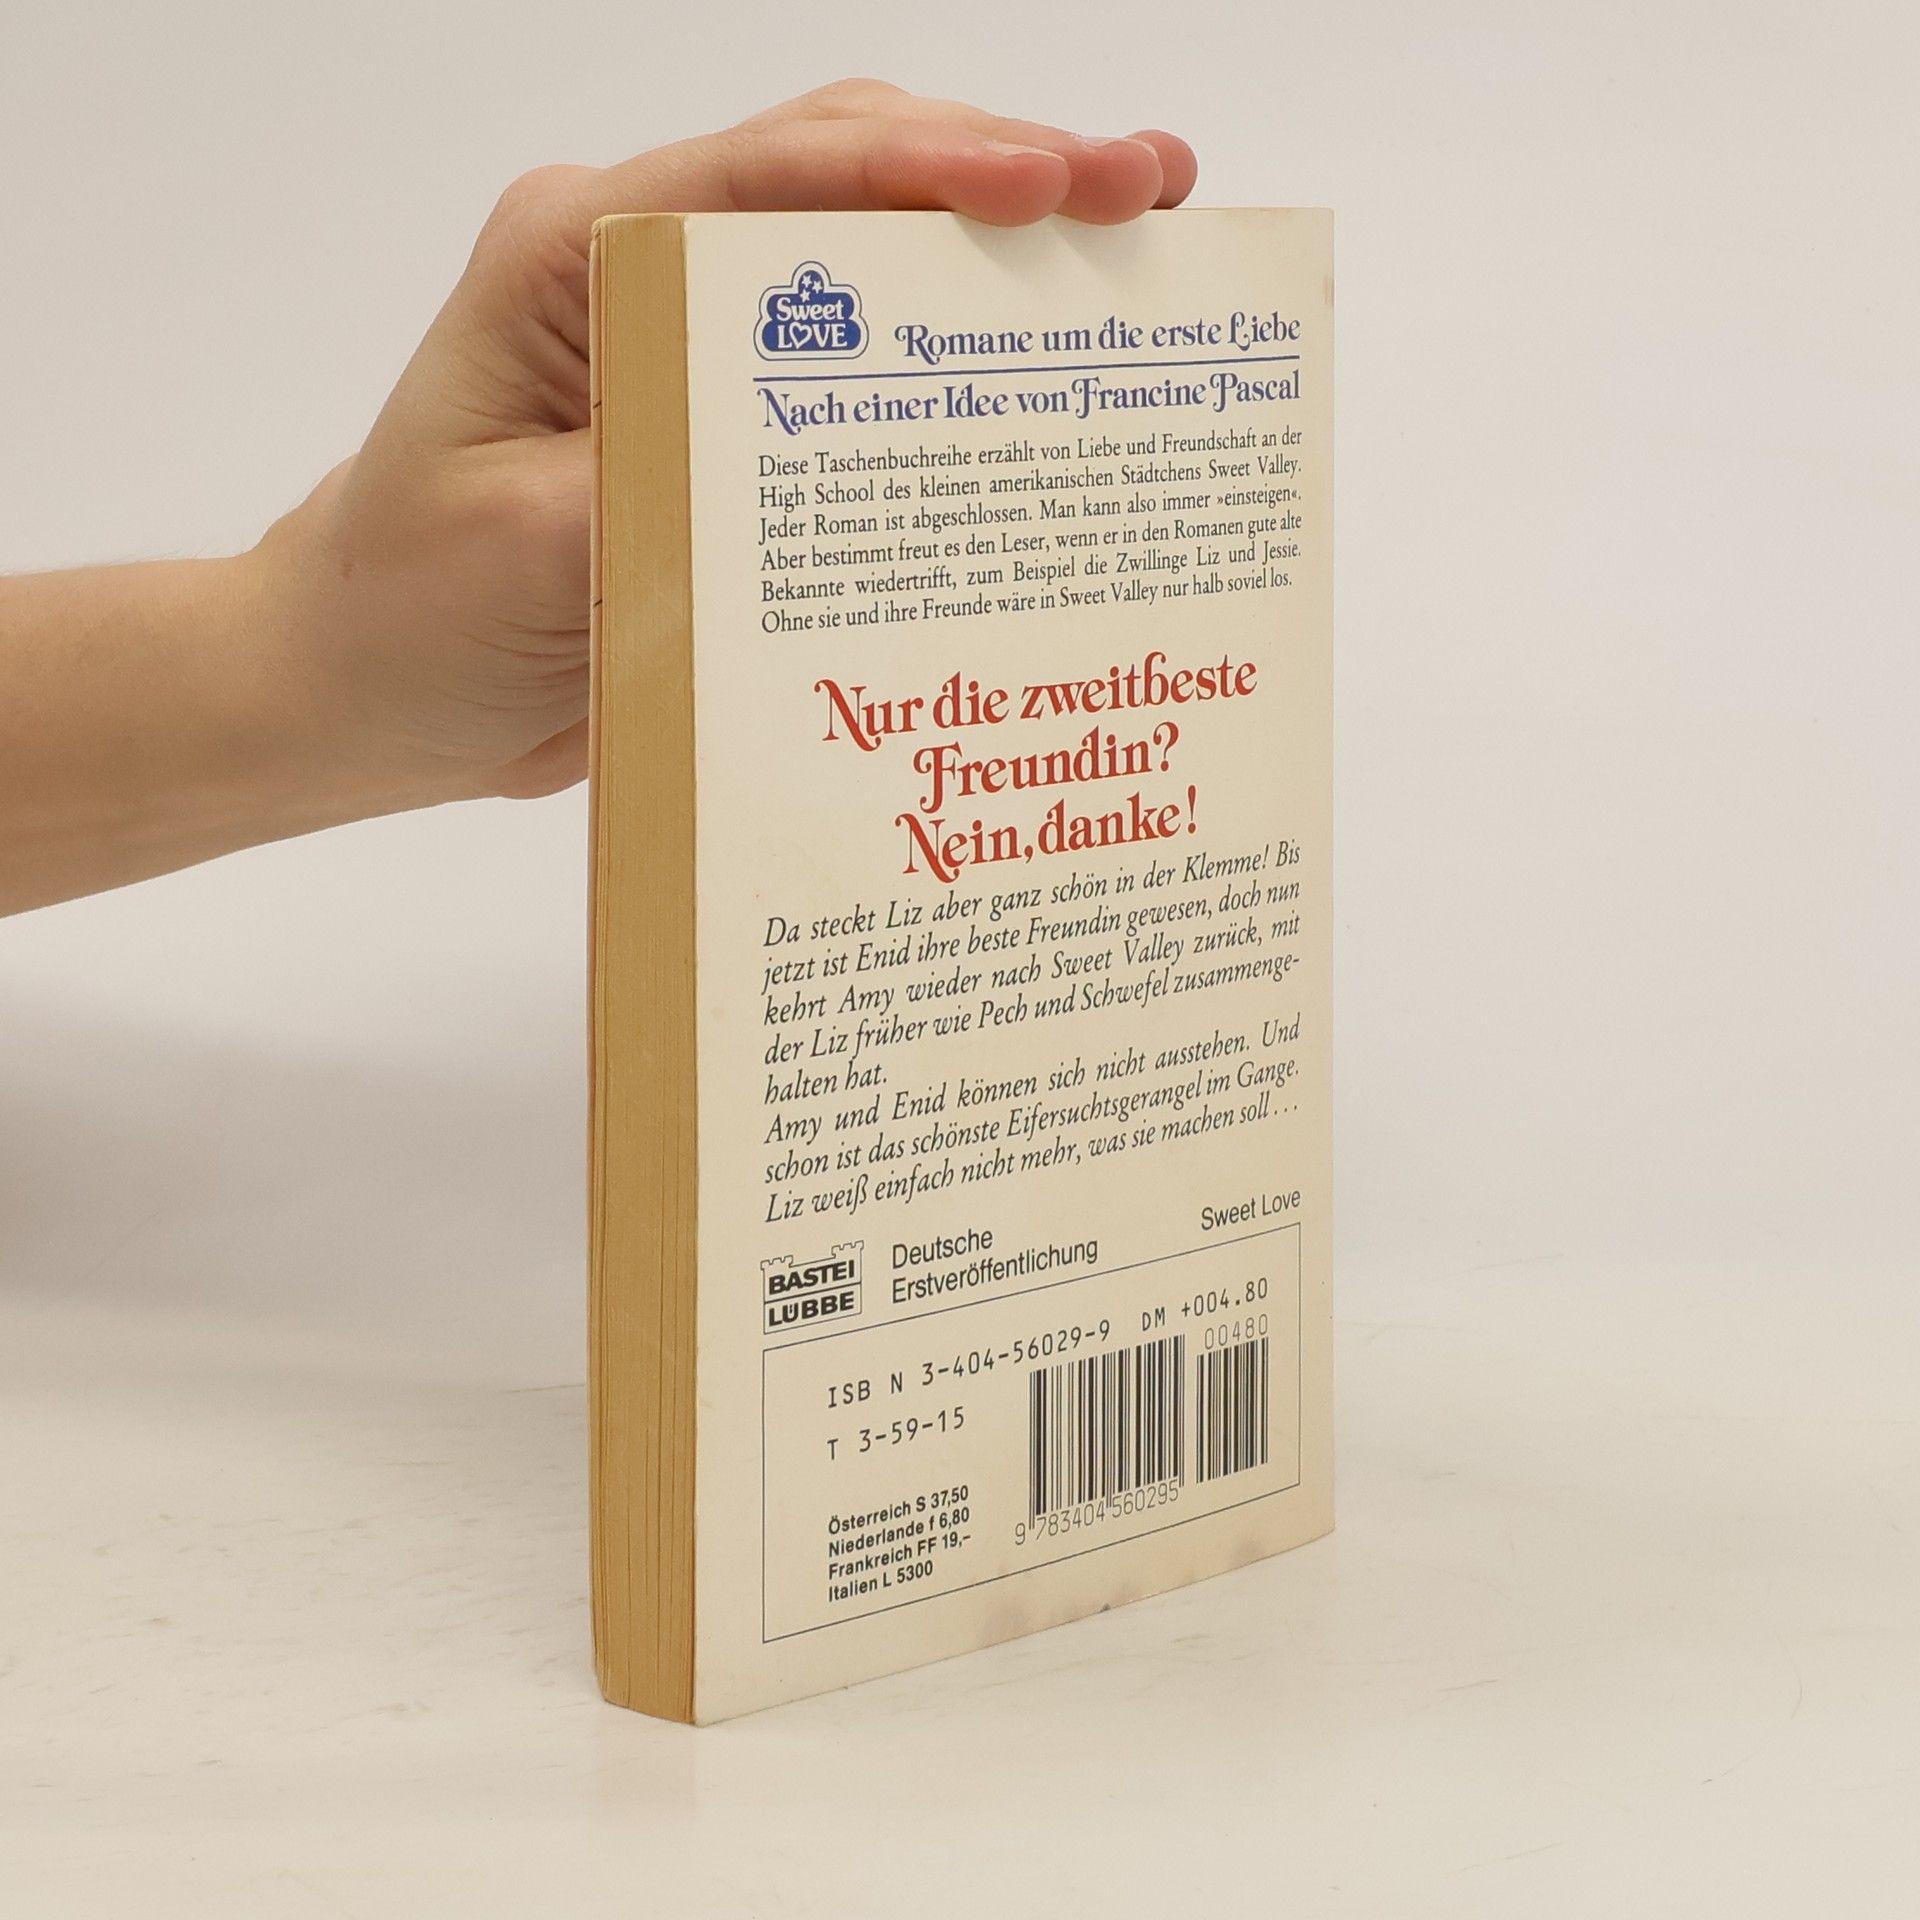 Sweet
LOVE
Romane um die erste Liebe
Nach einer Idee von Francine Pascal
Diese Taschenbuchreihe erzählt von Liebe und Freundschaft an der
High School des kleinen amerikanischen Städtchens Sweet Valley.
Jeder Roman ist abgeschlossen. Man kann also immer »einsteigen«.
Aber bestimmt freut es den Leser, wenn er in den Romanen gute alte
Bekannte wiedertrifft, zum Beispiel die Zwillinge Liz und Jessie.
Ohne sie und ihre Freunde wäre in Sweet Valley nur halb soviel los.
Nur die zweitbeste
Freundin?
Nein, danke!
Da steckt Liz aber ganz schön in der Klemme! Bis
jetzt ist Enid ihre beste Freundin gewesen, doch nun
kehrt Amy wieder nach Sweet Valley zurück, mit
der Liz früher wie Pech und Schwefel zusammenge-
halten hat.
Amy und Enid können sich nicht ausstehen. Und
schon ist das schönste Eifersuchtsgerangel im Gange.
Liz weiß einfach nicht mehr, was sie machen soll...
BASTEI
LÜBBE
Deutsche
Erstveröffentlichung
Sweet Love
ISB N 3-404-56029-9 DM +004.80
00480
T 3-59-15
Österreich S 37,50
Niederlande f 6,80
Frankreich FF 19,-
Italien L 5300
9 783404 560295